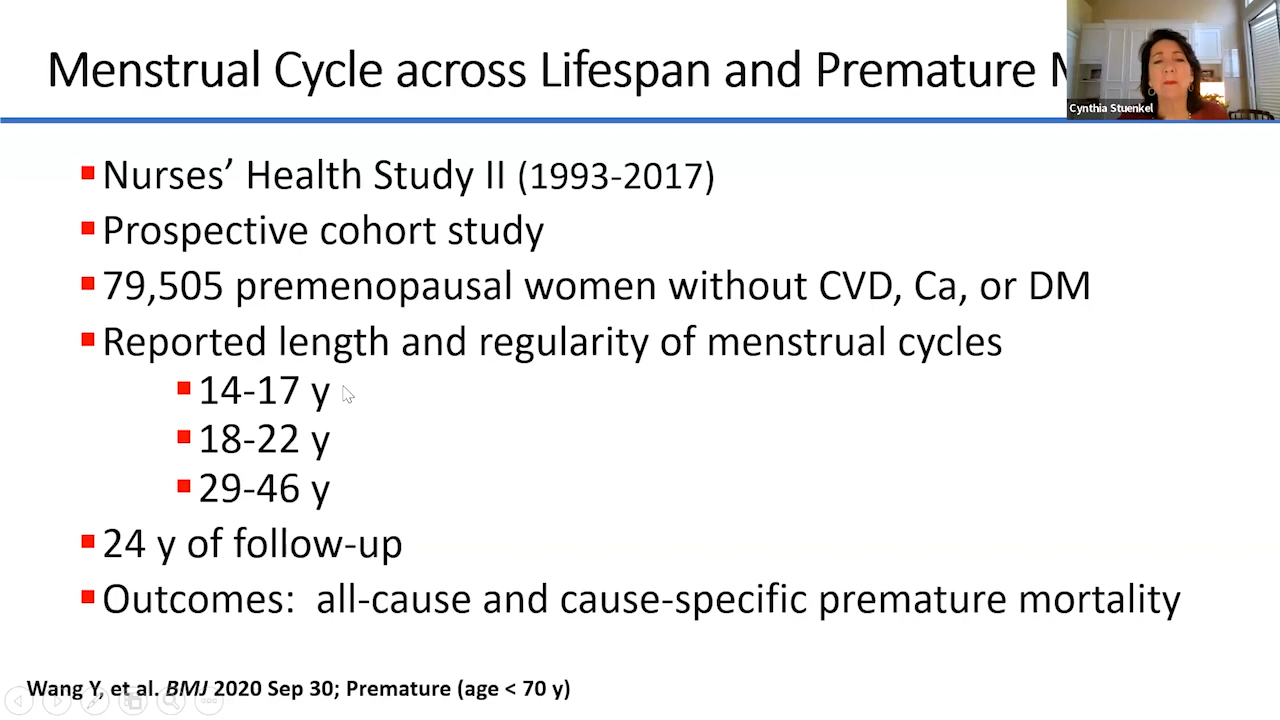 Menstrual Cycle across Lifespan and Premature
Cynthia Stuenkel
Nurses’ Health Study II (1993-2017)
Prospective cohort study
79,505 premenopausal women without CVD, Ca, or DM
Reported length and regularity of menstrual cycles
14-17 y
18-22 y
29-46 y
24 y of follow-up
Outcomes: all-cause and cause-specific premature mortality
Wang Y, et al. BMJ 2020 Sep 30; Premature (age < 70 y)